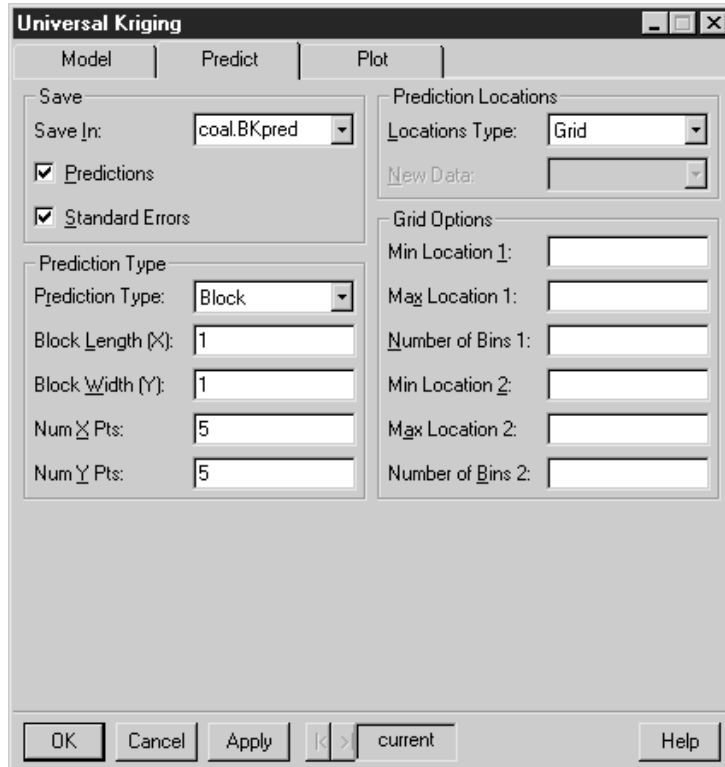 Universal Kriging
Model
Predict
Plot
Save
Save In:
coal.BKpred
Predictions
Standard Errors
Prediction Type
Prediction Type:
Block
Block Length (X):
1
Block Width (Y):
1
Num X Pts:
5
Num Y Pts:
5
Prediction Locations
Locations Type:
Grid
New Data:
Grid Options
Min Location 1:
Max Location 1:
Number of Bins 1:
Min Location 2:
Max Location 2:
Number of Bins 2:
OK
Cancel
Apply
current
Help